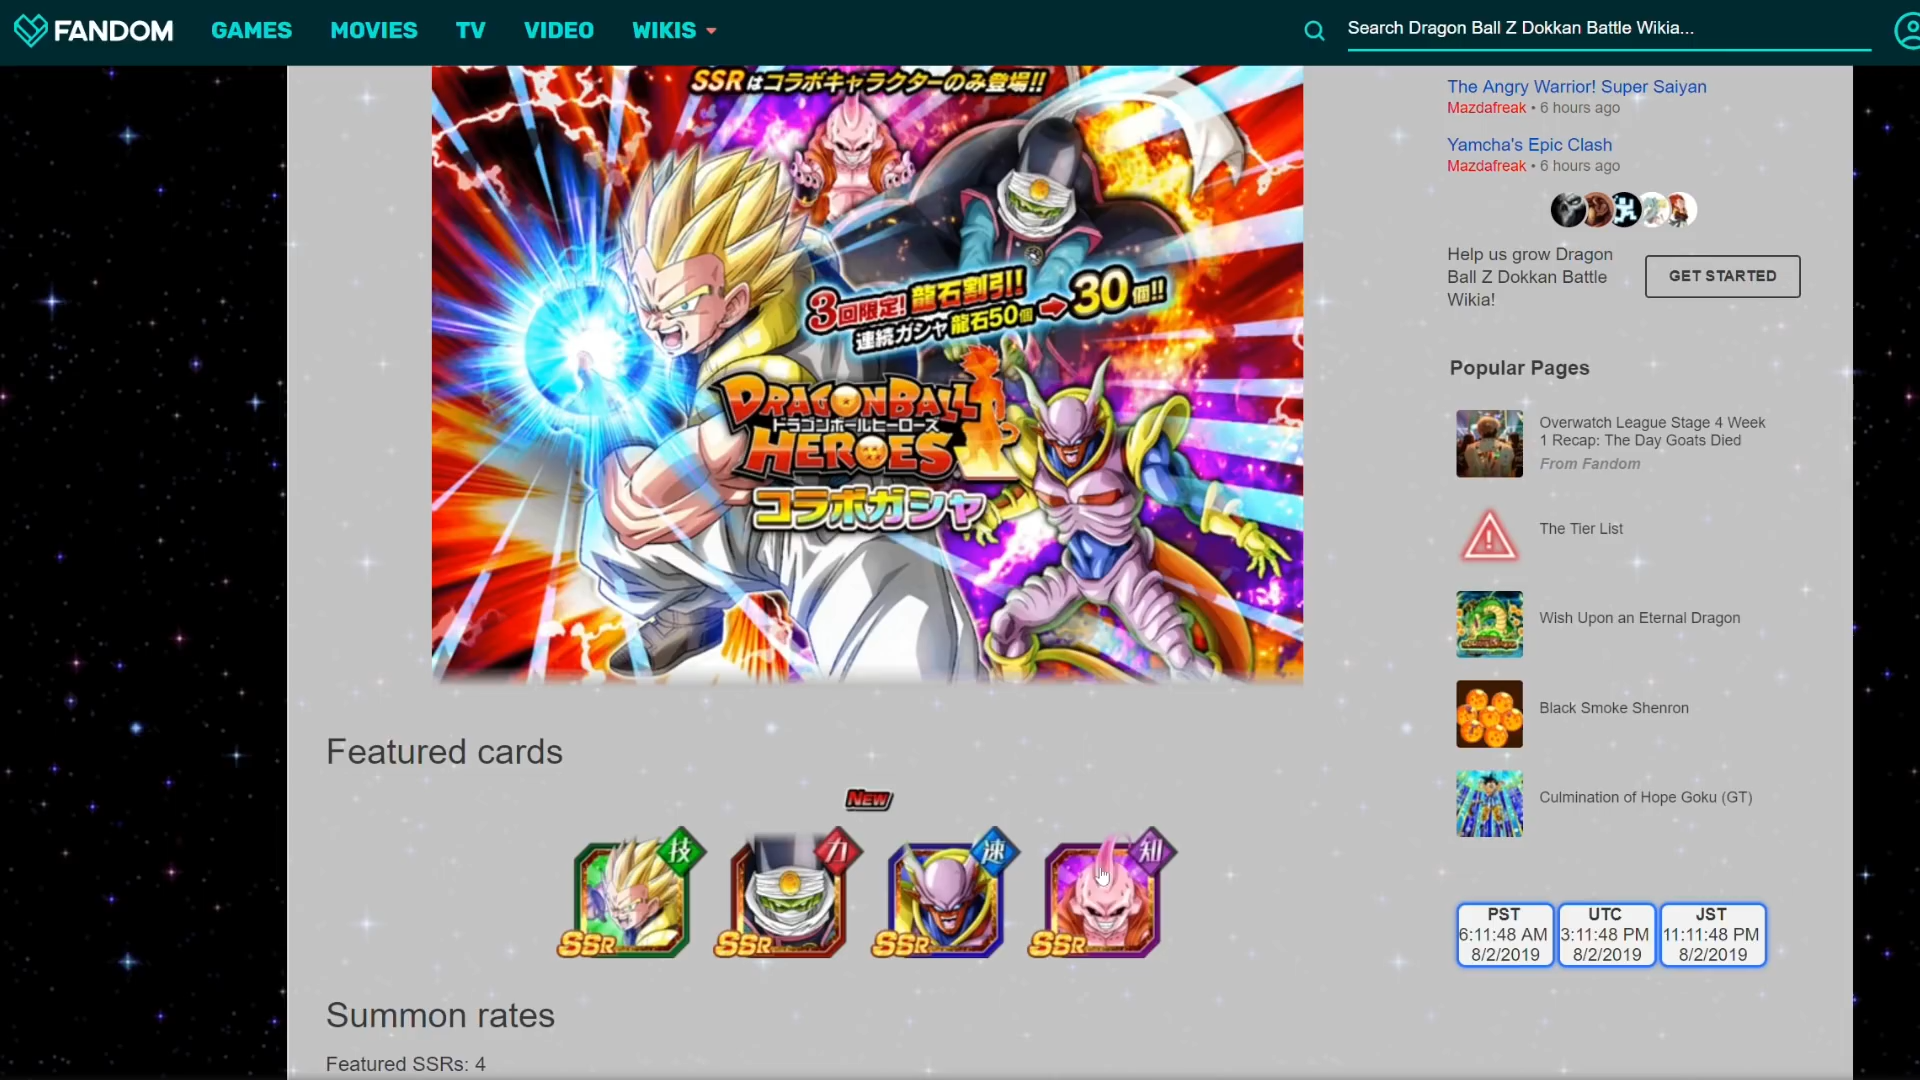 FANDOM
GAMES
MOVIES
TV
VIDEO
WIKIS
Search Dragon Ball Z Dokkan Battle Wikia...
SSRはコラボキャラクターのみ登場!!
3回限定!龍石割引!!
連続ガシャ龍石50個➡30個!!
DRAGON BALL
ドラゴンボールヒーローズ
HEROES
コラボガシャ
Featured cards
NEW
技
SSR
力
SSR
速
SSR
知
SSR
Summon rates
Featured SSRs: 4
The Angry Warrior! Super Saiyan
Mazdafreak • 6 hours ago
Yamcha's Epic Clash
Mazdafreak • 6 hours ago
Help us grow Dragon
Ball Z Dokkan Battle
Wikia!
GET STARTED
Popular Pages
Overwatch League Stage 4 Week
1 Recap: The Day Goats Died
From Fandom
The Tier List
Wish Upon an Eternal Dragon
Black Smoke Shenron
Culmination of Hope Goku (GT)
PST
6:11:48 AM
8/2/2019
UTC
3:11:48 PM
8/2/2019
JST
11:11:48 PM
8/2/2019